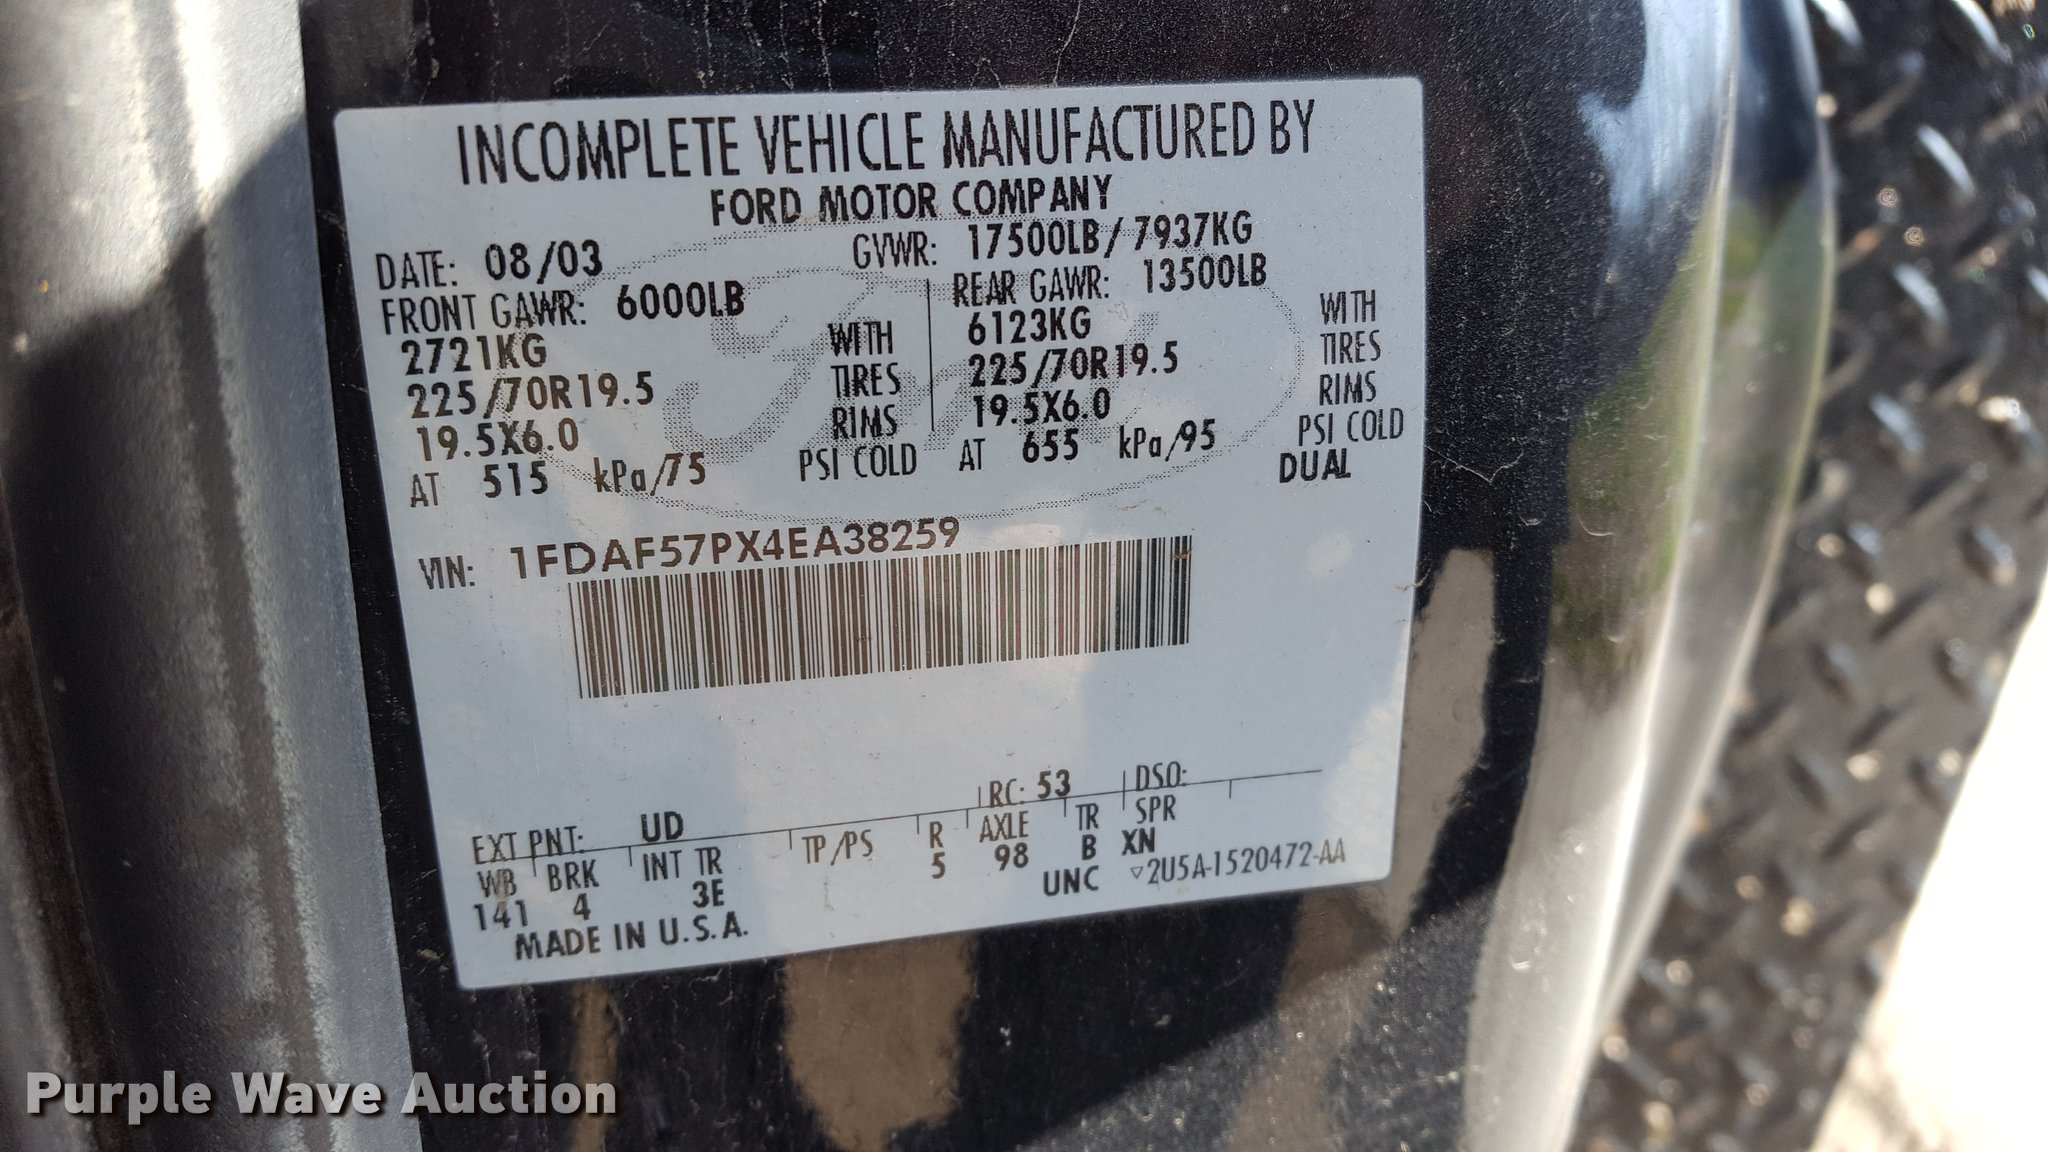 INCOMPLETE VEHICLE MANUFACTURED BY
FORD MOTOR COMPANY
DATE: 08/03 GVWR: 17500LB/7937KG
FRONT GAWR: 6000LB REAR GAWR: 13500LB
2721KG WITH 6123KG WITH
225/70R19.5 TIRES 225/70R19.5 TIRES
19.5X6.0 RIMS 19.5X6.0 RIMS
AT 515 kPa/75 PSI COLD AT 655 kPa/95 PSI COLD
DUAL
VIN: 1FDAF57PX4EA38259
EXT PNT: UD RC: 53 DSO:
WB BRK INT TR TP/PS R AXLE TR SPR
141 4 3E 5 98 B XN
MADE IN U.S.A. UNC ▽2U5A-1520472-AA
Ford
Purple Wave Auction